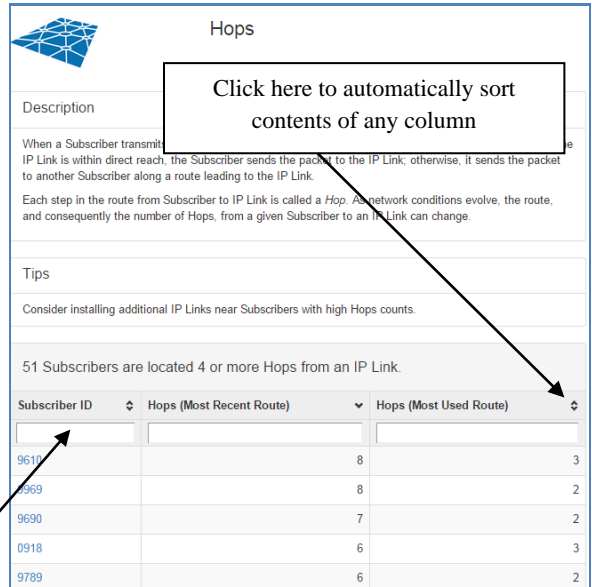 Hops
Click here to automatically sort
contents of any column
Description
When a Subscriber transmits
IP Link is within direct reach, the Subscriber sends the packet to the IP Link; otherwise, it sends the packet
to another Subscriber along a route leading to the IP Link.
Each step in the route from Subscriber to IP Link is called a Hop. As network conditions evolve, the route,
and consequently the number of Hops, from a given Subscriber to an IP Link can change.
Tips
Consider installing additional IP Links near Subscribers with high Hops counts.
51 Subscribers are located 4 or more Hops from an IP Link.
Subscriber ID Hops (Most Recent Route) Hops (Most Used Route)
9610 8 3
9969 8 2
9690 7 2
0918 6 3
9789 6 2